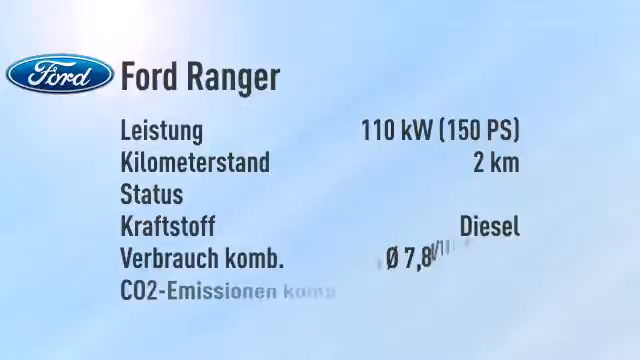 Ford Ford Ranger
Leistung 110 kW (150 PS)
Kilometerstand 2 km
Status
Kraftstoff Diesel
Verbrauch komb. Ø 7,8
CO2-Emissionen komb